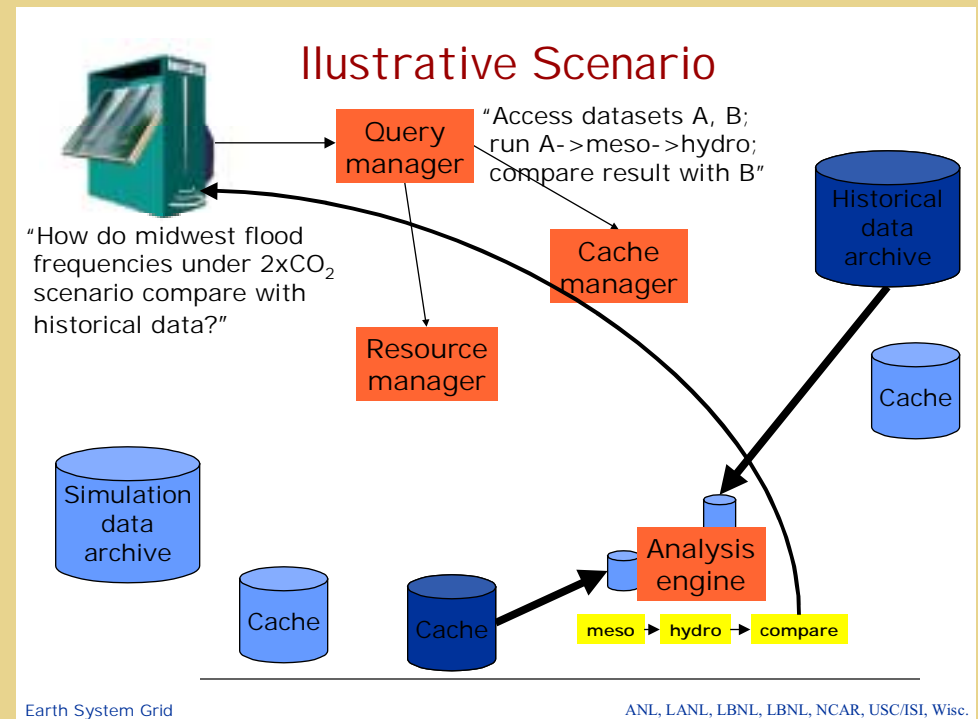 Ilustrative Scenario
Query
manager
“Access datasets A, B;
run A->meso->hydro;
compare result with B”
Historical
data
archive
“How do midwest flood
frequencies under 2xCO2
scenario compare with
historical data?”
Cache
manager
Resource
manager
Cache
Simulation
data
archive
Analysis
engine
Cache
Cache
meso
hydro
compare
Earth System Grid
ANL, LANL, LBNL, LBNL, NCAR, USC/ISI, Wisc.